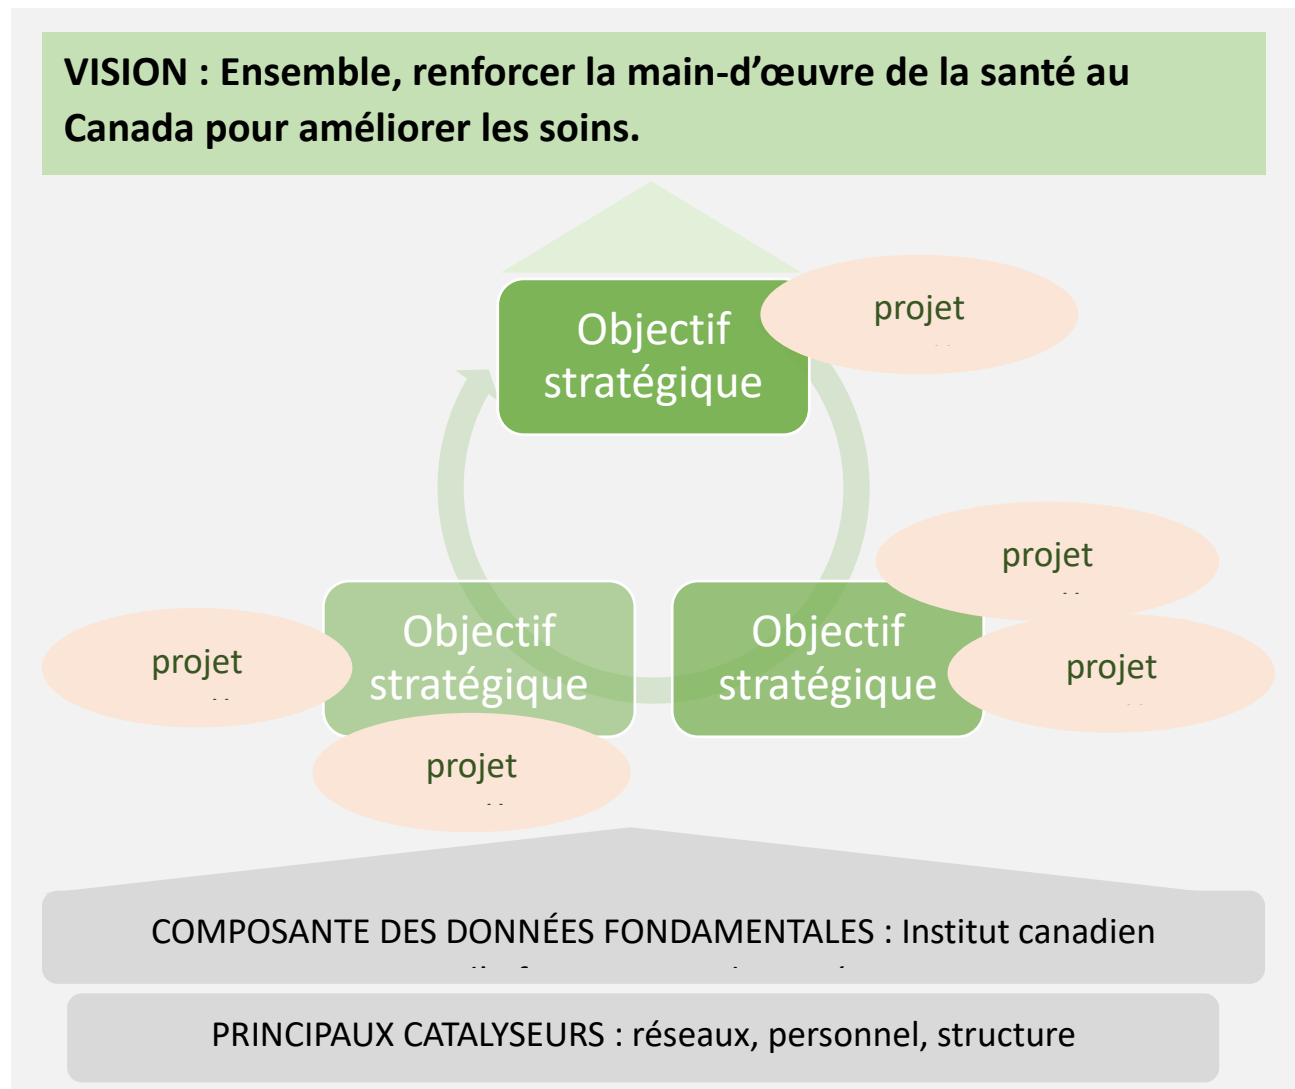 VISION : Ensemble, renforcer la main-d’œuvre de la santé au
Canada pour améliorer les soins.
Objectif
stratégique
projet
projet
Objectif
stratégique
projet
Objectif
stratégique
projet
projet
COMPOSANTE DES DONNÉES FONDAMENTALES : Institut canadien
PRINCIPAUX CATALYSEURS : réseaux, personnel, structure